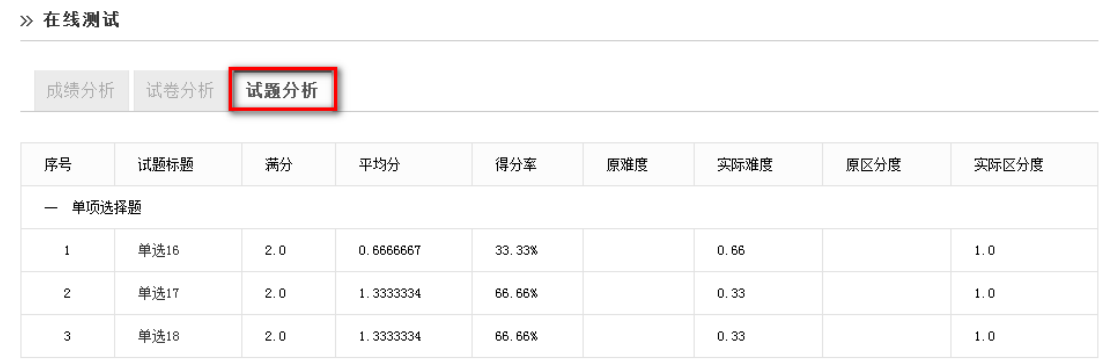 » 在线测试
成绩分析 试卷分析 试题分析
序号 试题标题 满分 平均分 得分率 原难度 实际难度 原区分度 实际区分度
一 单项选择题
1 单选16 2.0 0.6666667 33.33% 0.66 1.0
2 单选17 2.0 1.3333334 66.66% 0.33 1.0
3 单选18 2.0 1.3333334 66.66% 0.33 1.0